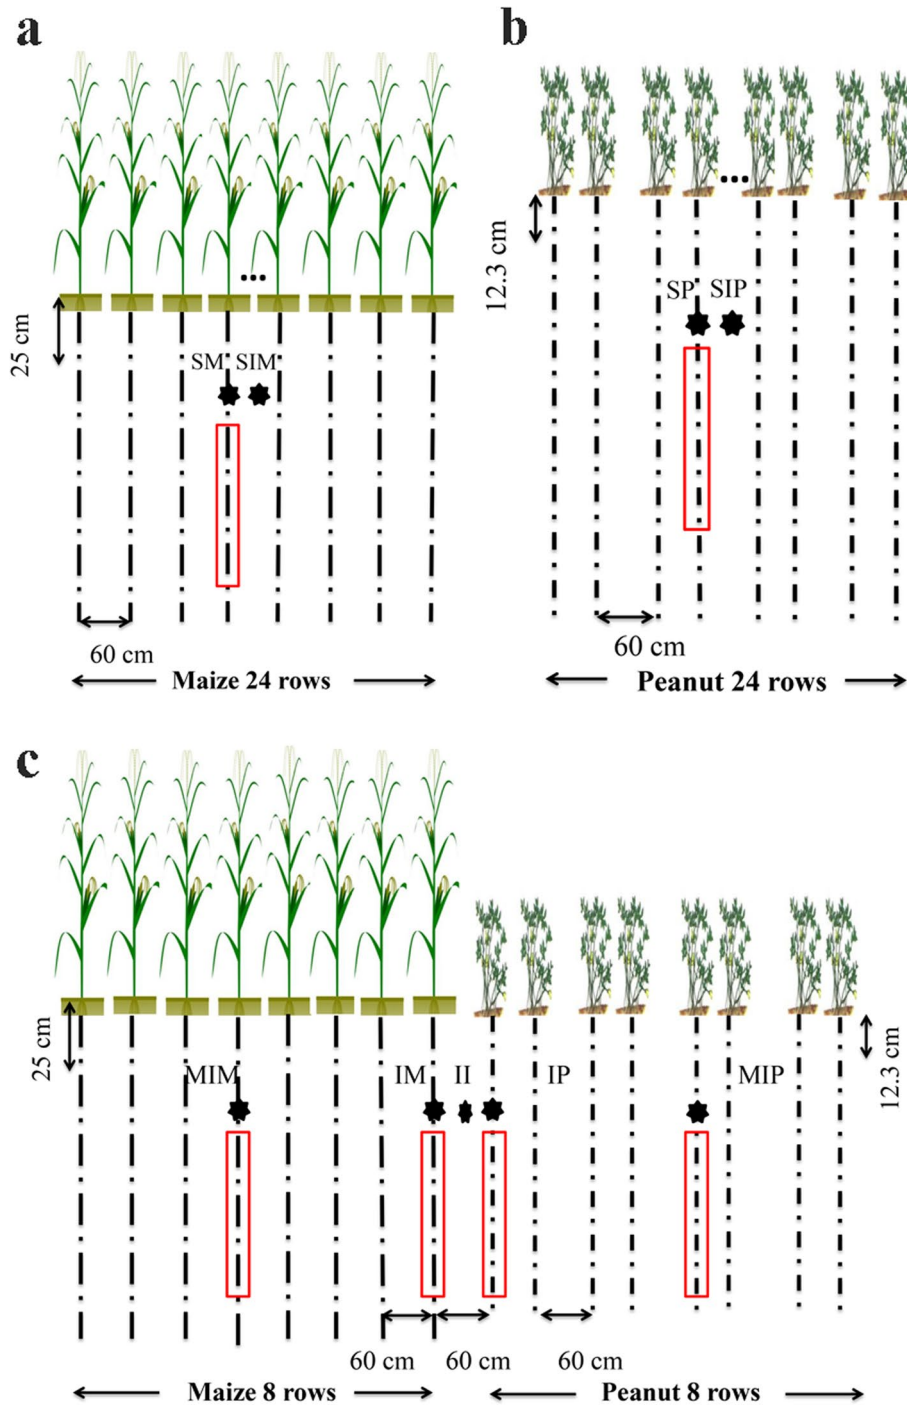 a
25 cm
...
SM SIM
60 cm
Maize 24 rows
b
12.3 cm
...
SP SIP
60 cm
Peanut 24 rows
c
25 cm
12.3 cm
MIM IM II IP MIP
60 cm 60 cm 60 cm
Maize 8 rows Peanut 8 rows